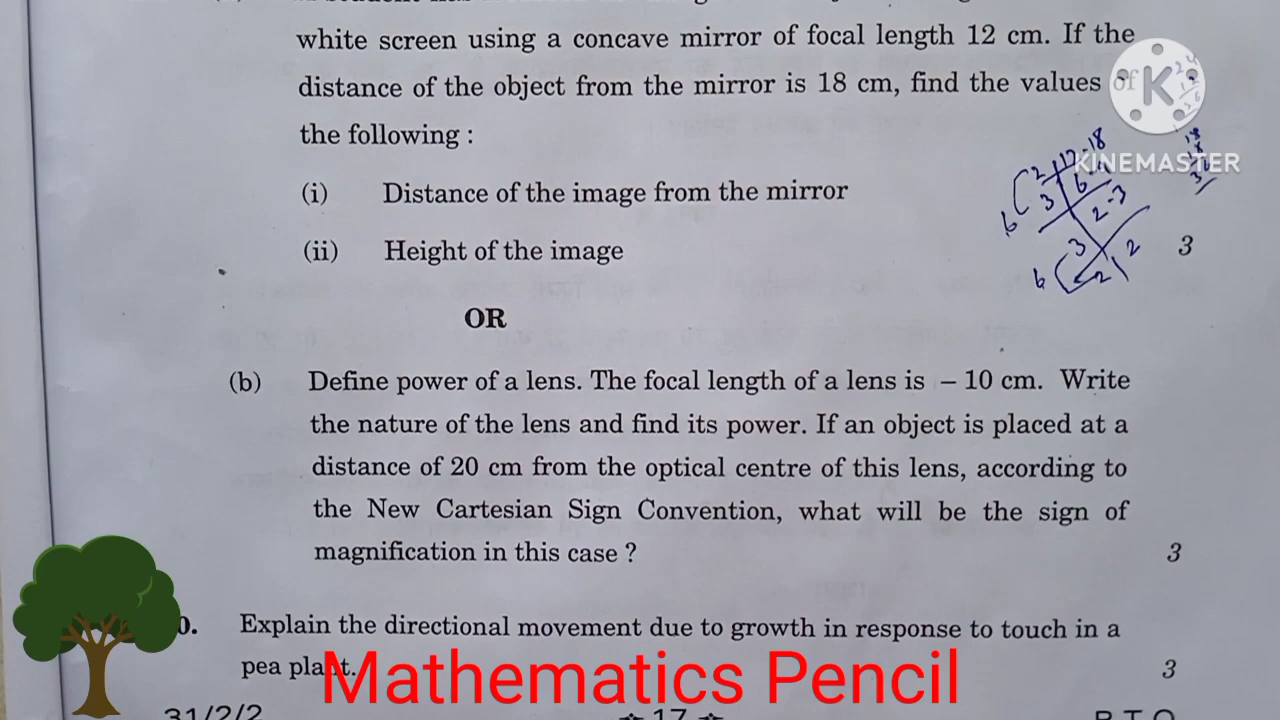 white screen using a concave mirror of focal length 12 cm. If the
distance of the object from the mirror is 18 cm, find the values of
the following :
KINEMASTER
(i) Distance of the image from the mirror
(ii) Height of the image
3
OR
(b) Define power of a lens. The focal length of a lens is – 10 cm. Write
the nature of the lens and find its power. If an object is placed at a
distance of 20 cm from the optical centre of this lens, according to
the New Cartesian Sign Convention, what will be the sign of
magnification in this case ? 3
0. Explain the directional movement due to growth in response to touch in a
pea plant. 3
Mathematics Pencil
31/2/2 17 P.T.O.